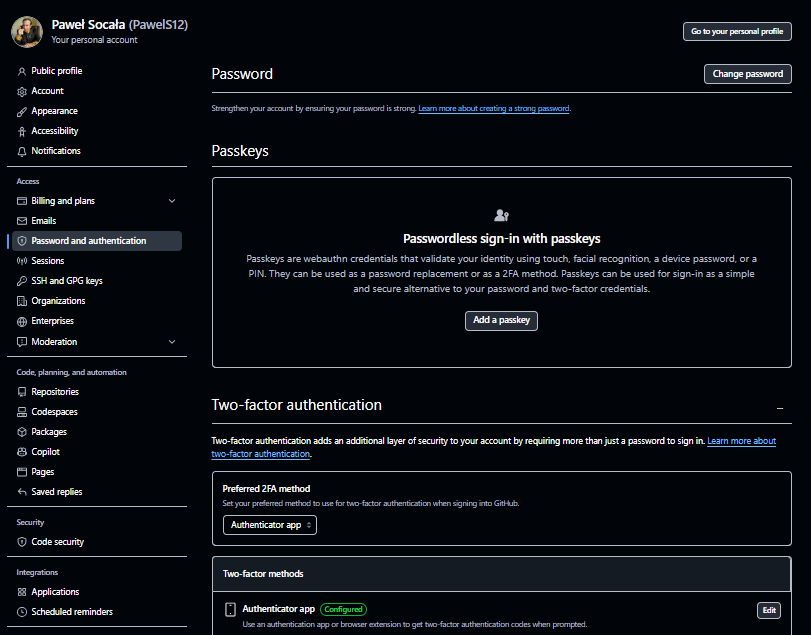 Paweł Socała (PawelS12)
Your personal account
Go to your personal profile
Public profile
Account
Appearance
Accessibility
Notifications
Access
Billing and plans
Emails
Password and authentication
Sessions
SSH and GPG keys
Organizations
Enterprises
Moderation
Code, planning, and automation
Repositories
Codespaces
Packages
Copilot
Pages
Saved replies
Security
Code security
Integrations
Applications
Scheduled reminders
Password
Change password
Strengthen your account by ensuring your password is strong. Learn more about creating a strong password.
Passkeys
Passwordless sign-in with passkeys
Passkeys are webauthn credentials that validate your identity using touch, facial recognition, a device password, or a
PIN. They can be used as a password replacement or as a 2FA method. Passkeys can be used for sign-in as a simple
and secure alternative to your password and two-factor credentials.
Add a passkey
Two-factor authentication
Two-factor authentication adds an additional layer of security to your account by requiring more than just a password to sign in. Learn more about
two-factor authentication.
Preferred 2FA method
Set your preferred method to use for two-factor authentication when signing into GitHub.
Authenticator app
Two-factor methods
Authenticator app Configured
Edit
Use an authentication app or browser extension to get two-factor authentication codes when prompted.